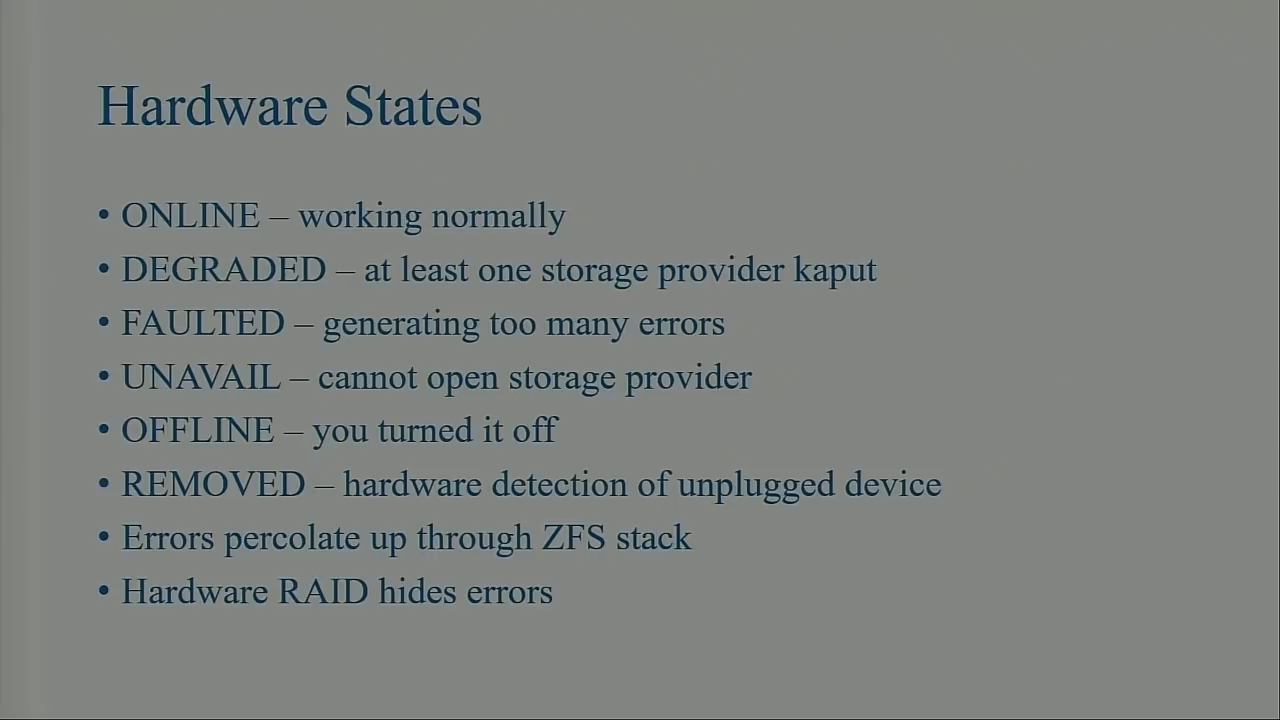 Hardware States
• ONLINE – working normally
• DEGRADED – at least one storage provider kaput
• FAULTED – generating too many errors
• UNAVAIL – cannot open storage provider
• OFFLINE – you turned it off
• REMOVED – hardware detection of unplugged device
• Errors percolate up through ZFS stack
• Hardware RAID hides errors